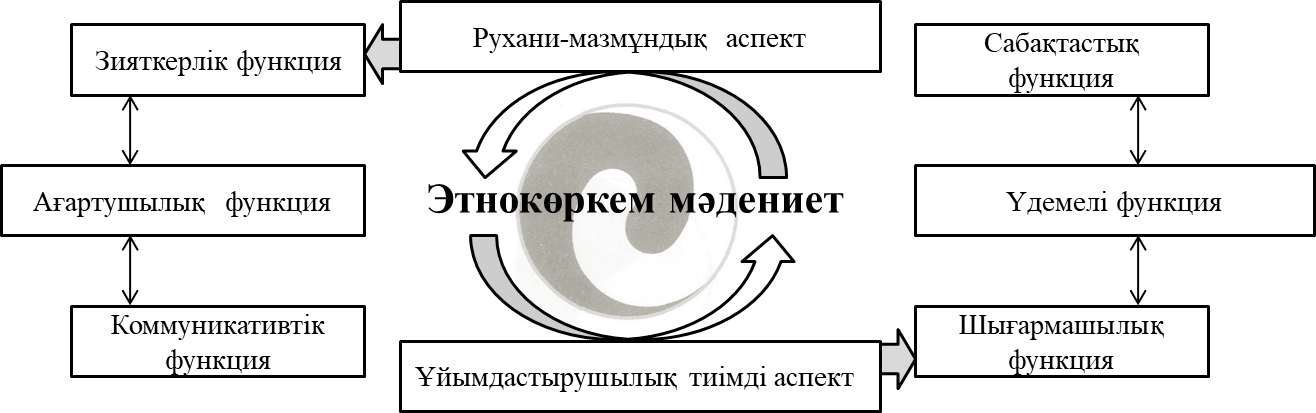 Рухани-мазмұндық аспект
Зияткерлік функция
Сабақтастық
функция
Ағартушылық функция
Этнокөркем мәдениет
Үдемелі функция
Коммуникативтік
функция
Шығармашылық
функция
Ұйымдастырушылық тиімді аспект